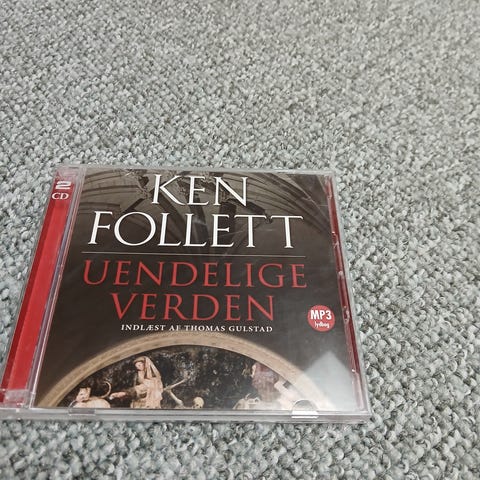 2
CD
KEN
FOLLETT
UENDELIGE
VERDEN
INDLÆST AF THOMAS GULSTAD
MP3
lydbog